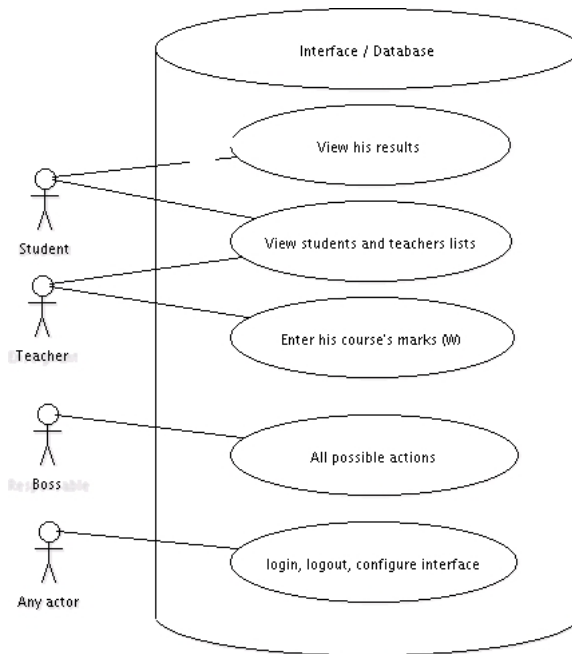 Interface / Database
View his results
Student
View students and teachers lists
Teacher
Enter his course's marks (W)
Boss
All possible actions
Any actor
login, logout, configure interface